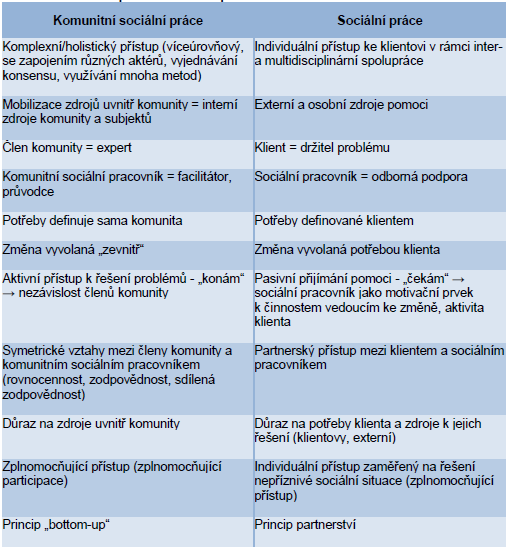 Komunitní sociální práce
Sociální práce
Komplexní/holistický přístup (víceúrovňový,
se zapojením různých aktérů, vyjednávání
konsensu, využívání mnoha metod)
Individuální přístup ke klientovi v rámci inter-
a multidisciplinární spolupráce
Mobilizace zdrojů uvnitř komunity = interní
zdroje komunity a subjektů
Externí a osobní zdroje pomoci
Člen komunity = expert
Klient = držitel problému
Komunitní sociální pracovník = facilitátor,
průvodce
Sociální pracovník = odborná podpora
Potřeby definuje sama komunita
Potřeby definované klientem
Změna vyvolaná „zevnitř“
Změna vyvolaná potřebou klienta
Aktivní přístup k řešení problémů - „konám“
→ nezávislost členů komunity
Pasivní přijímání pomoci - „čekám“ →
sociální pracovník jako motivační prvek
k činnostem vedoucím ke změně, aktivita
klienta
Symetrické vztahy mezi členy komunity a
komunitním sociálním pracovníkem
(rovnocennost, zodpovědnost, sdílená
zodpovědnost)
Partnerský přístup mezi klientem a sociálním
pracovníkem
Důraz na zdroje uvnitř komunity
Důraz na potřeby klienta a zdroje k jejich
řešení (klientovy, externí)
Zplnomocňující přístup (zplnomocňující
participace)
Individuální přístup zaměřený na řešení
nepříznivé sociální situace (zplnomocňující
přístup)
Princip „bottom-up“
Princip partnerství